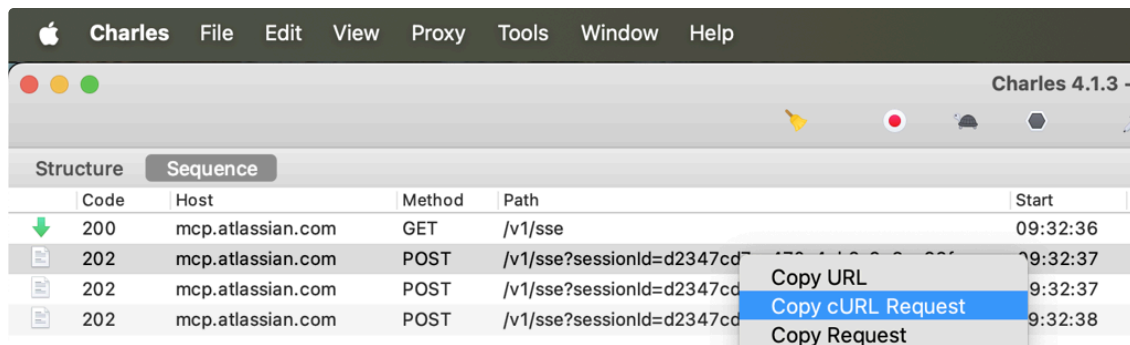 Charles File Edit View Proxy Tools Window Help
Charles 4.1.3 -
Structure Sequence
Code Host Method Path Start
200 mcp.atlassian.com GET /v1/sse 09:32:36
202 mcp.atlassian.com POST /v1/sse?sessionId=d2347cd7 09:32:37
Copy URL
202 mcp.atlassian.com POST /v1/sse?sessionId=d2347cd 9:32:37
Copy cURL Request
202 mcp.atlassian.com POST /v1/sse?sessionId=d2347cd 9:32:38
Copy Request